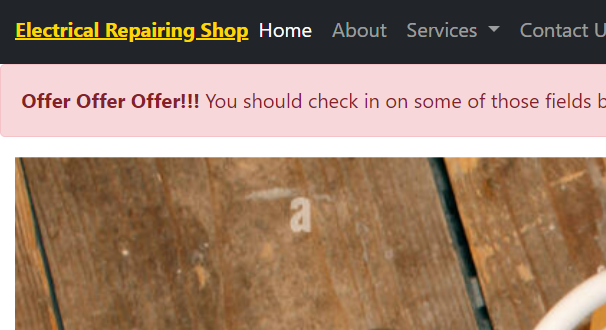 Electrical Repairing Shop Home About Services Contact U
Offer Offer Offer!!! You should check in on some of those fields b
a